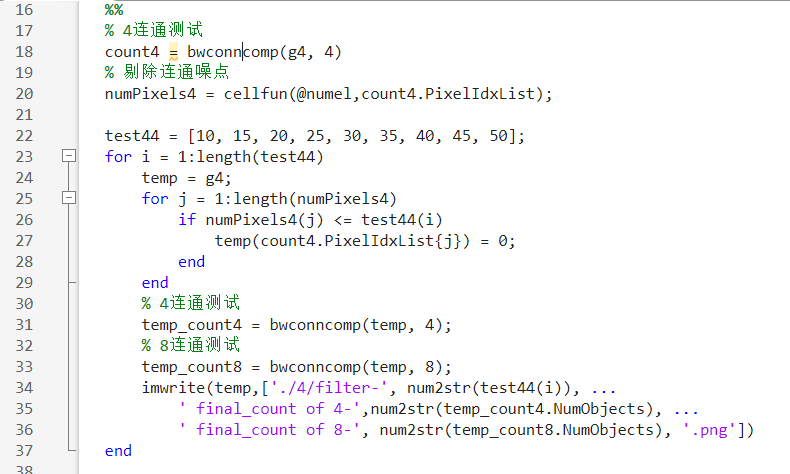 16 %%
17 % 4连通测试
18 count4 = bwconncomp(g4, 4)
19 % 剔除连通噪点
20 numPixels4 = cellfun(@numel,count4.PixelIdxList);
21
22 test44 = [10, 15, 20, 25, 30, 35, 40, 45, 50];
23 for i = 1:length(test44)
24 temp = g4;
25 for j = 1:length(numPixels4)
26 if numPixels4(j) <= test44(i)
27 temp(count4.PixelIdxList{j}) = 0;
28 end
29 end
30 % 4连通测试
31 temp_count4 = bwconncomp(temp, 4);
32 % 8连通测试
33 temp_count8 = bwconncomp(temp, 8);
34 imwrite(temp,['./4/filter-', num2str(test44(i)), ...
35 ' final_count of 4-',num2str(temp_count4.NumObjects), ...
36 ' final_count of 8-', num2str(temp_count8.NumObjects), '.png'])
37 end
38